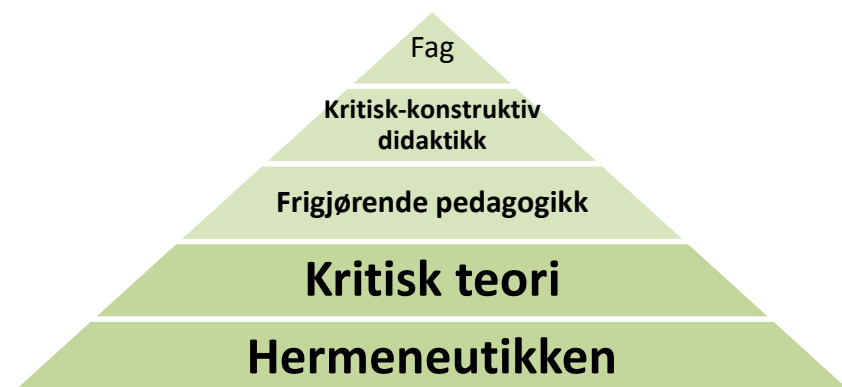 Fag
Kritisk-konstruktiv
didaktikk
Frigjørende pedagogikk
Kritisk teori
Hermeneutikken